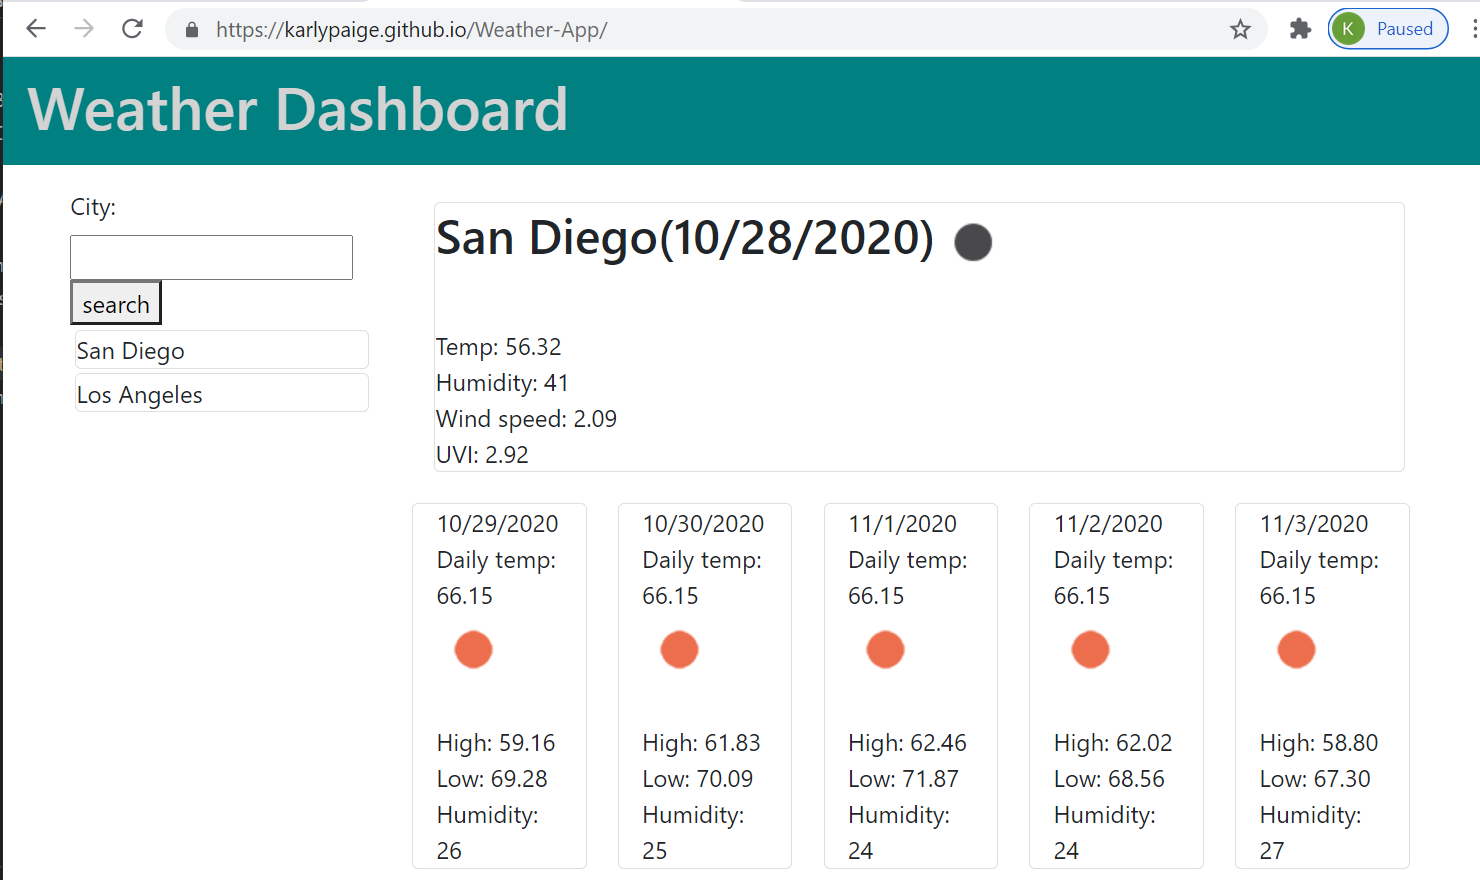 https://karlypaige.github.io/Weather-App/
K Paused
Weather Dashboard
City:
search
San Diego
Los Angeles
San Diego(10/28/2020)
Temp: 56.32
Humidity: 41
Wind speed: 2.09
UVI: 2.92
10/29/2020
Daily temp:
66.15
High: 59.16
Low: 69.28
Humidity:
26
10/30/2020
Daily temp:
66.15
High: 61.83
Low: 70.09
Humidity:
25
11/1/2020
Daily temp:
66.15
High: 62.46
Low: 71.87
Humidity:
24
11/2/2020
Daily temp:
66.15
High: 62.02
Low: 68.56
Humidity:
24
11/3/2020
Daily temp:
66.15
High: 58.80
Low: 67.30
Humidity:
27